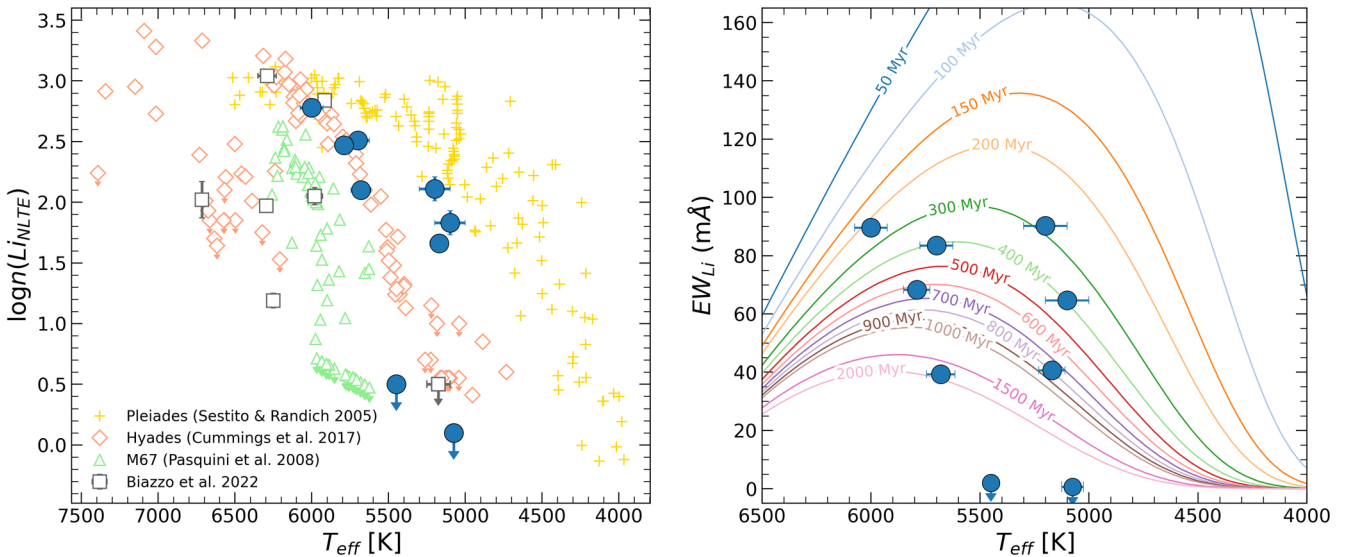 3.5
3.0
2.5
2.0
1.5
1.0
0.5
0.0
logn(Li_NLTE)
Pleiades (Sestito & Randich 2005)
Hyades (Cummings et al. 2017)
M67 (Pasquini et al. 2008)
Biazzo et al. 2022
7500 7000 6500 6000 5500 5000 4500 4000
T_eff [K]
160
140
120
100
80
60
40
20
0
EW_Li (mÅ)
50 Myr
100 Myr
150 Myr
200 Myr
300 Myr
400 Myr
500 Myr
600 Myr
700 Myr
800 Myr
900 Myr
1000 Myr
1500 Myr
2000 Myr
6500 6000 5500 5000 4500 4000
T_eff [K]